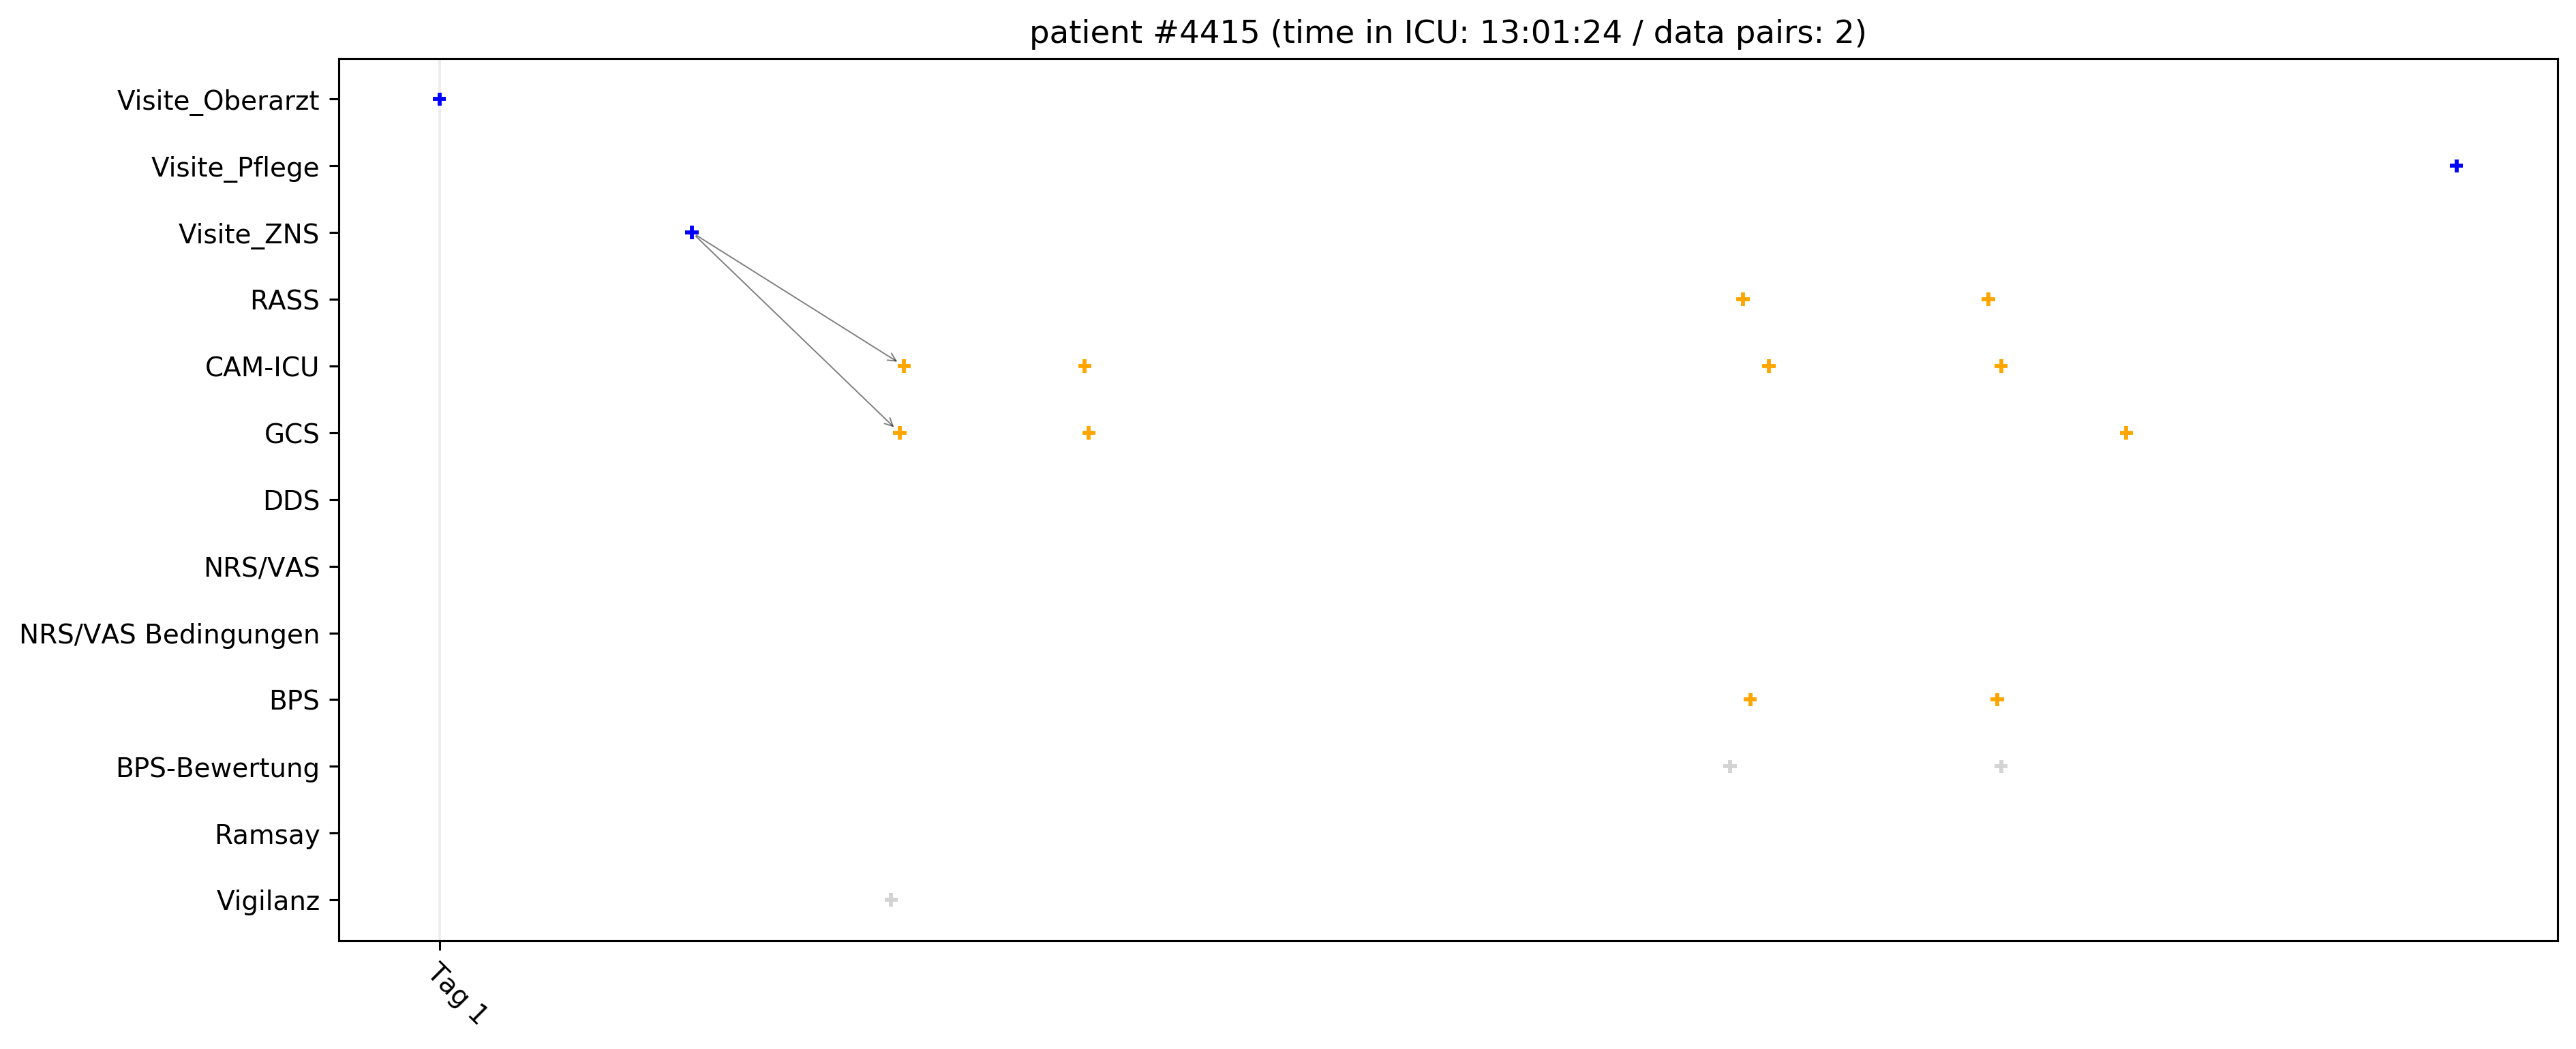 patient #4415 (time in ICU: 13:01:24 / data pairs: 2)
Visite_Oberarzt
Visite_Pflege
Visite_ZNS
RASS
CAM-ICU
GCS
DDS
NRS/VAS
NRS/VAS Bedingungen
BPS
BPS-Bewertung
Ramsay
Vigilanz
Tag 1